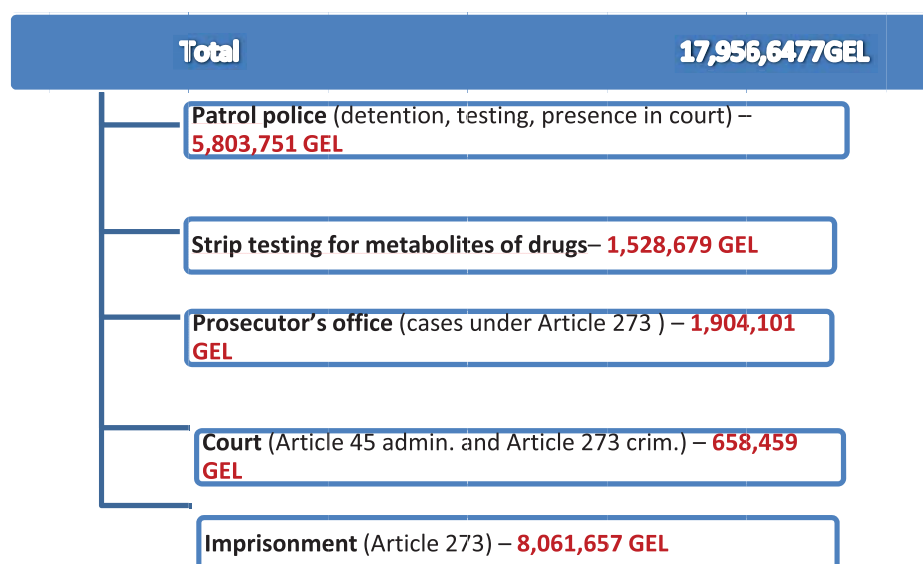 Total 17,956,6477GEL
Patrol police (detention, testing, presence in court) –
5,803,751 GEL
Strip testing for metabolites of drugs– 1,528,679 GEL
Prosecutor’s office (cases under Article 273 ) – 1,904,101
GEL
Court (Article 45 admin. and Article 273 crim.) – 658,459
GEL
Imprisonment (Article 273) – 8,061,657 GEL